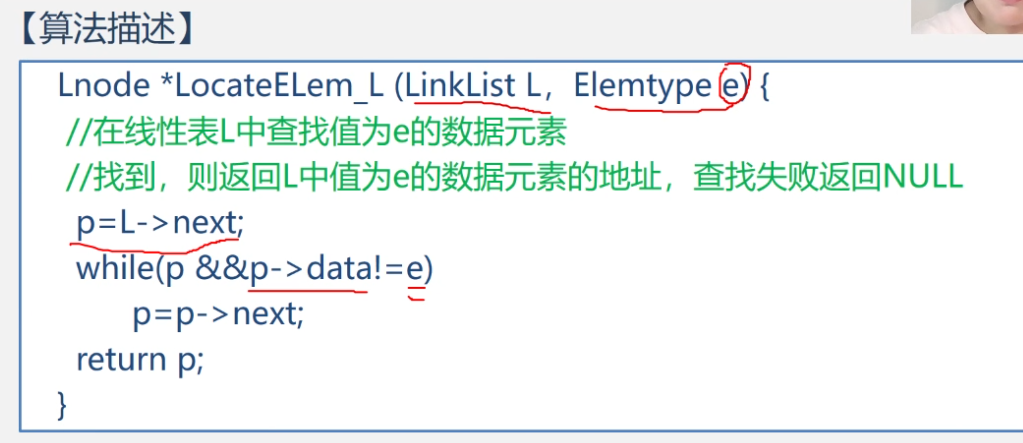 【算法描述】
Lnode *LocateELem_L (LinkList L，Elemtype e) {
//在线性表L中查找值为e的数据元素
//找到，则返回L中值为e的数据元素的地址，查找失败返回NULL
p=L->next;
while(p &&p->data!=e)
p=p->next;
return p;
}